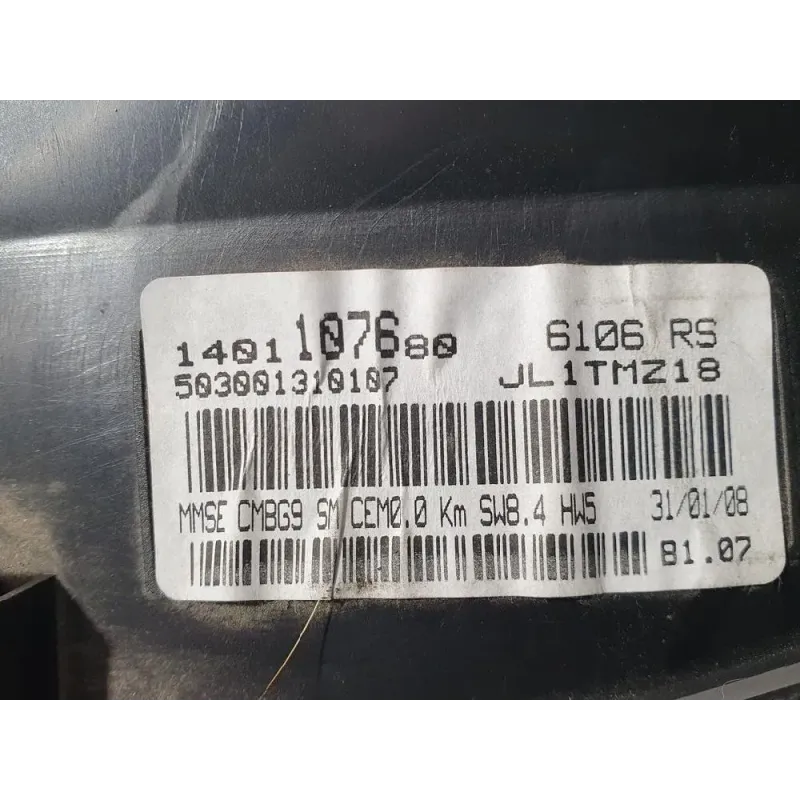 1401107680 6106 RS
503001310107 JL1TMZ18
MMSE CMBG9 SM CEM0.0 Km SW8.4 HW5 31/01/08
B1.07